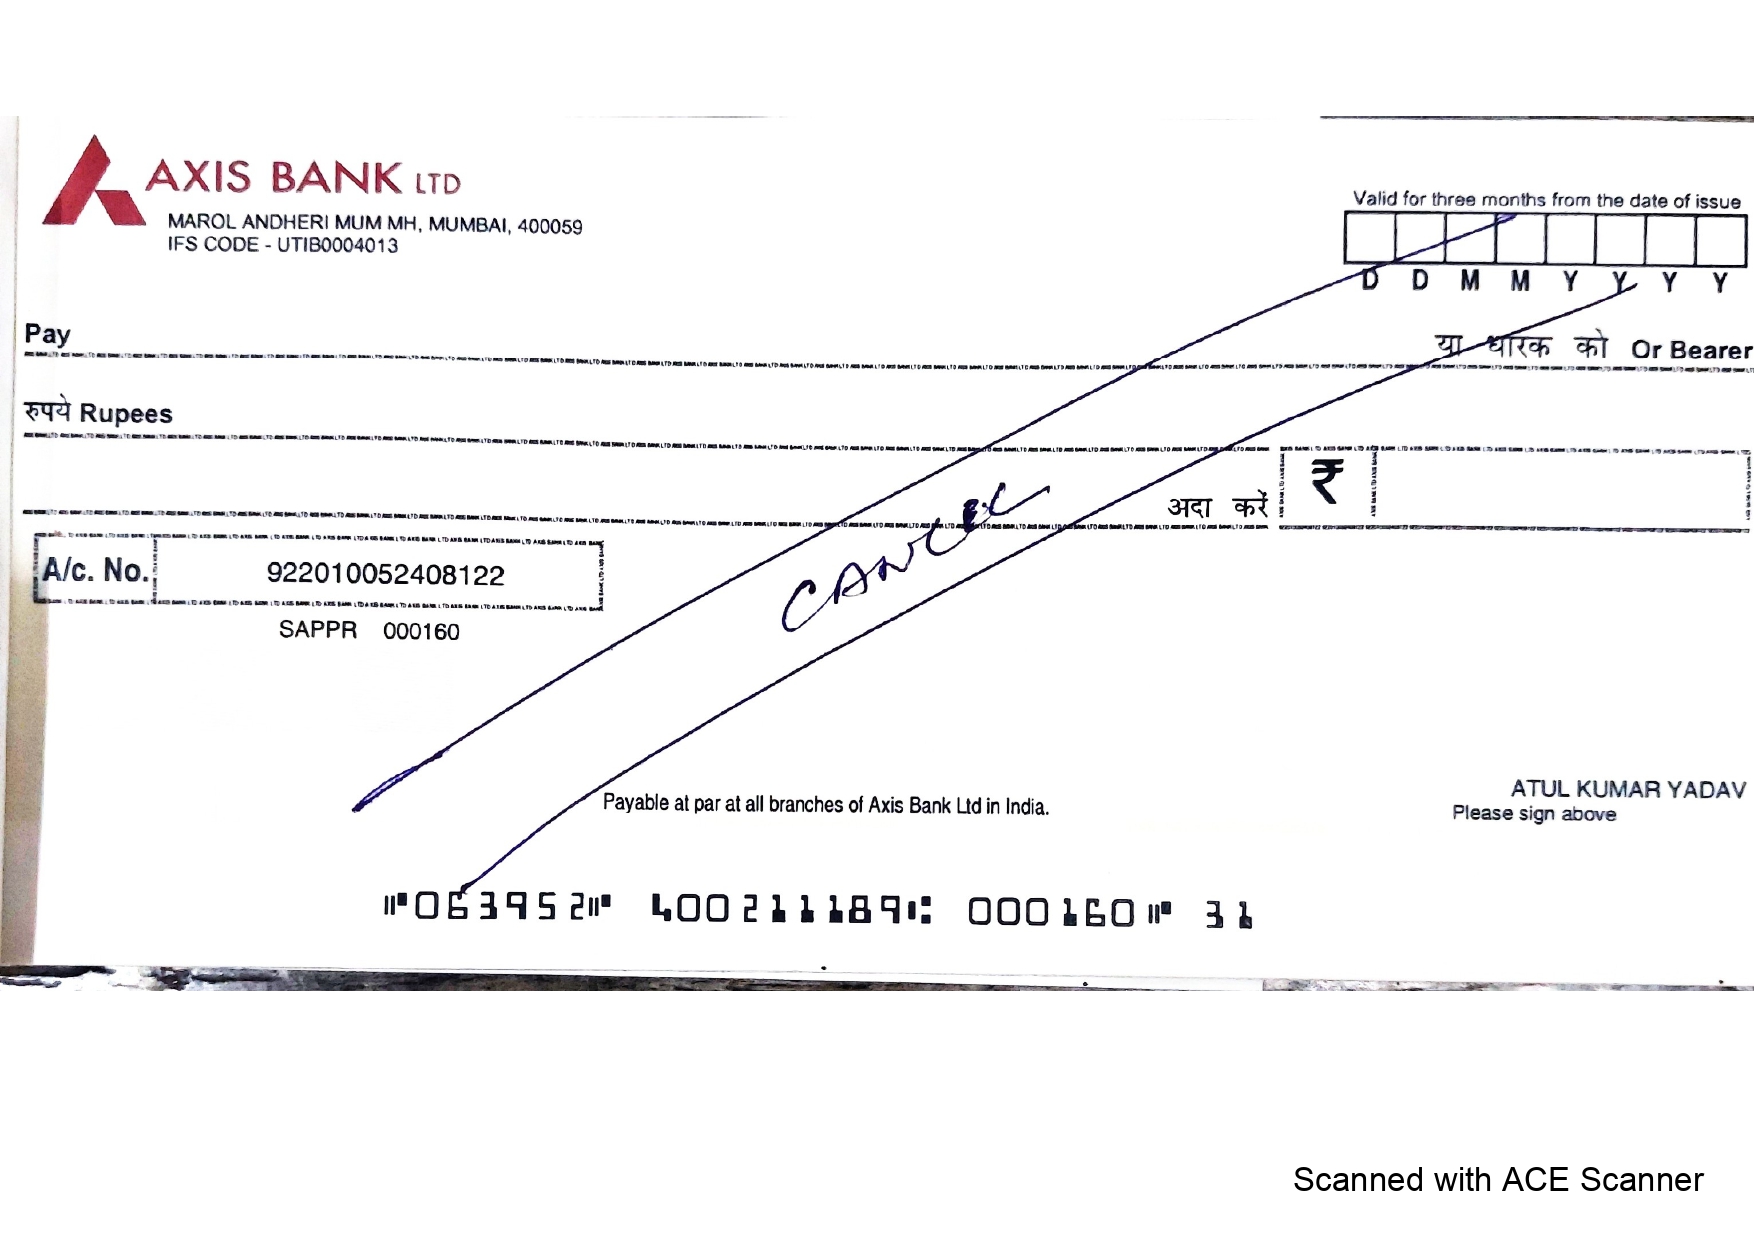 AXIS BANK LTD
MAROL ANDHERI MUM MH, MUMBAI, 400059
IFS CODE - UTIB0004013
Valid for three months from the date of issue
D D M M Y Y Y Y
Pay
या धारक को Or Bearer
रुपये Rupees
अदा करें ₹
A/c. No. 922010052408122
SAPPR 000160
CANCEL
Payable at par at all branches of Axis Bank Ltd in India.
ATUL KUMAR YADAV
Please sign above
⑈063952⑈ 400211189⑆ 000160⑈ 31
Scanned with ACE Scanner